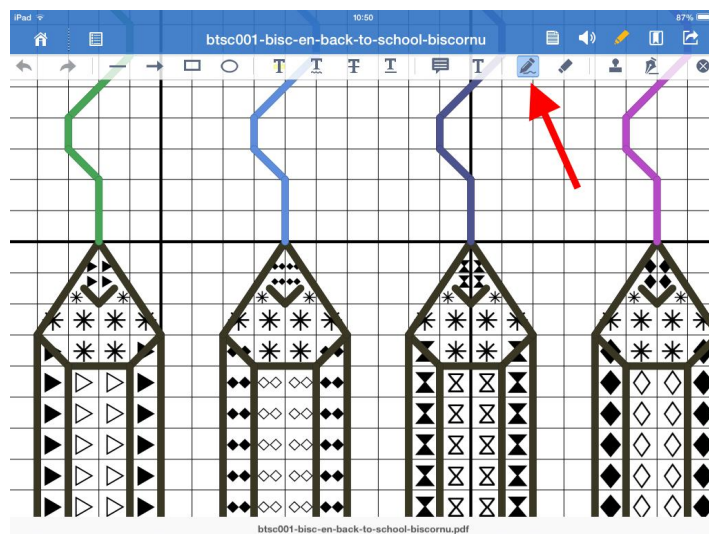 iPad 10:50 87%
btsc001-bisc-en-back-to-school-biscornu
T T T T T
btsc001-bisc-en-back-to-school-biscornu.pdf